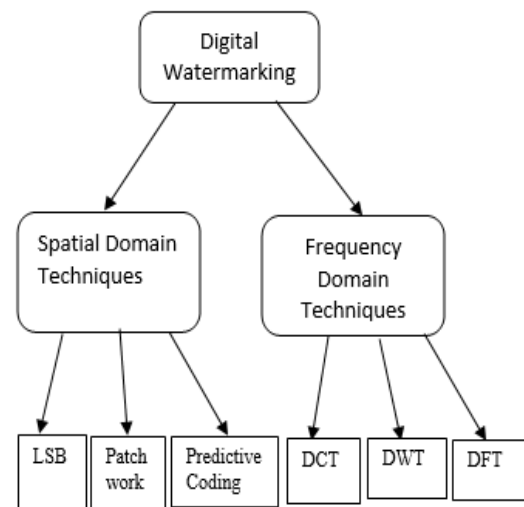 Digital
Watermarking
Spatial Domain
Techniques
Frequency
Domain
Techniques
LSB
Patch
work
Predictive
Coding
DCT
DWT
DFT